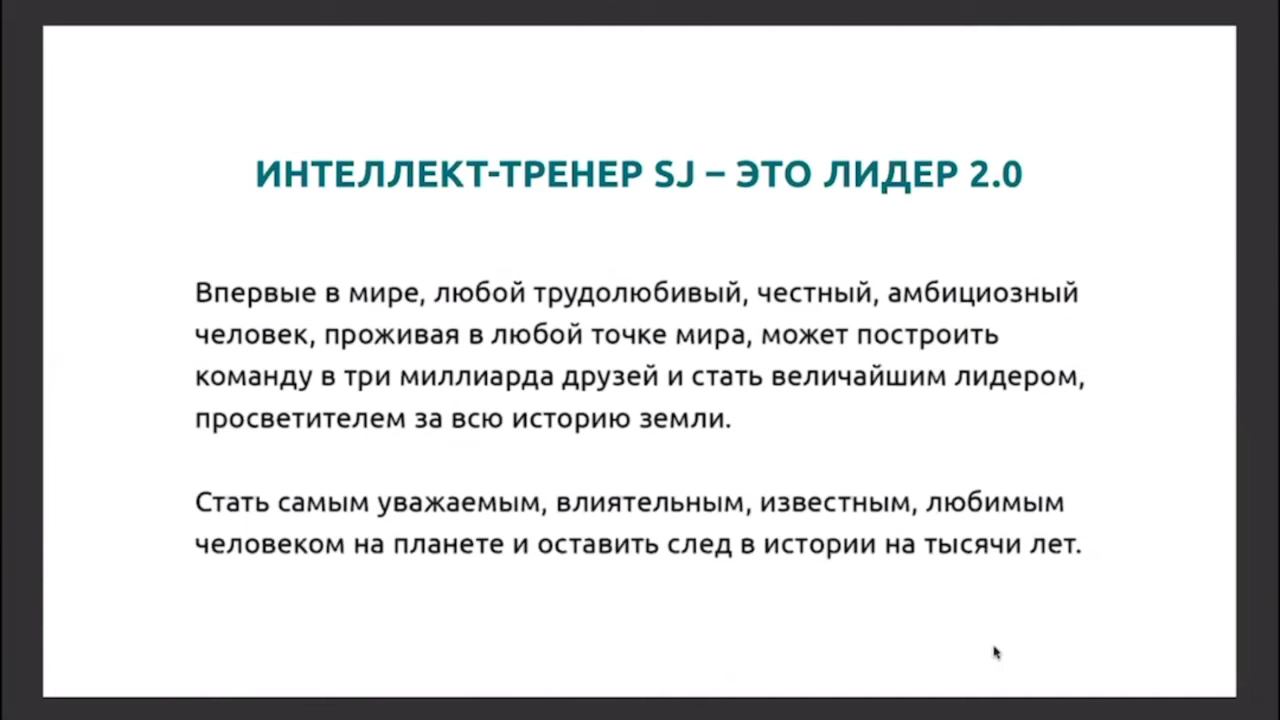 ИНТЕЛЛЕКТ-ТРЕНЕР SJ – ЭТО ЛИДЕР 2.0
Впервые в мире, любой трудолюбивый, честный, амбициозный
человек, проживая в любой точке мира, может построить
команду в три миллиарда друзей и стать величайшим лидером,
просветителем за всю историю земли.
Стать самым уважаемым, влиятельным, известным, любимым
человеком на планете и оставить след в истории на тысячи лет.